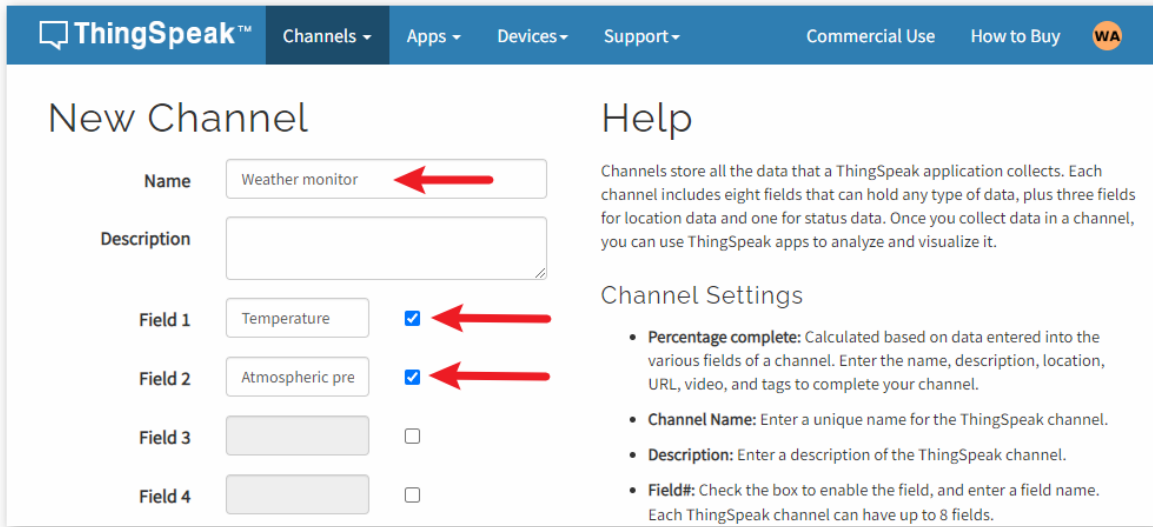 ThingSpeak™ Channels Apps Devices Support Commercial Use How to Buy WA
New Channel
Name Weather monitor
Description
Field 1 Temperature
Field 2 Atmospheric pre
Field 3
Field 4
Help
Channels store all the data that a ThingSpeak application collects. Each
channel includes eight fields that can hold any type of data, plus three fields
for location data and one for status data. Once you collect data in a channel,
you can use ThingSpeak apps to analyze and visualize it.
Channel Settings
• Percentage complete: Calculated based on data entered into the
various fields of a channel. Enter the name, description, location,
URL, video, and tags to complete your channel.
• Channel Name: Enter a unique name for the ThingSpeak channel.
• Description: Enter a description of the ThingSpeak channel.
• Field#: Check the box to enable the field, and enter a field name.
Each ThingSpeak channel can have up to 8 fields.